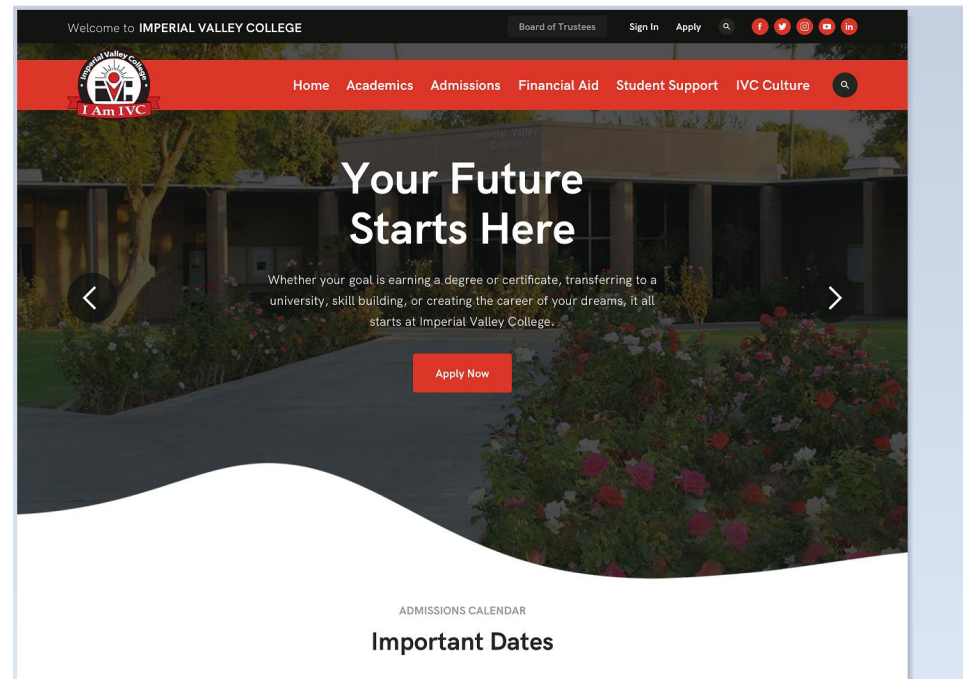 Welcome to IMPERIAL VALLEY COLLEGE
Board of Trustees
Sign In
Apply
Imperial Valley College
I Am IVC
Home
Academics
Admissions
Financial Aid
Student Support
IVC Culture
Imperial Valley
College
Your Future
Starts Here
Whether your goal is earning a degree or certificate, transferring to a
university, skill building, or creating the career of your dreams, it all
starts at Imperial Valley College.
Apply Now
ADMISSIONS CALENDAR
Important Dates